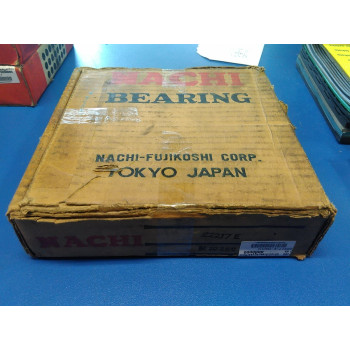 NACHI
BEARING
NACHI-FUJIKOSHI CORP.
TOKYO JAPAN
NACHI